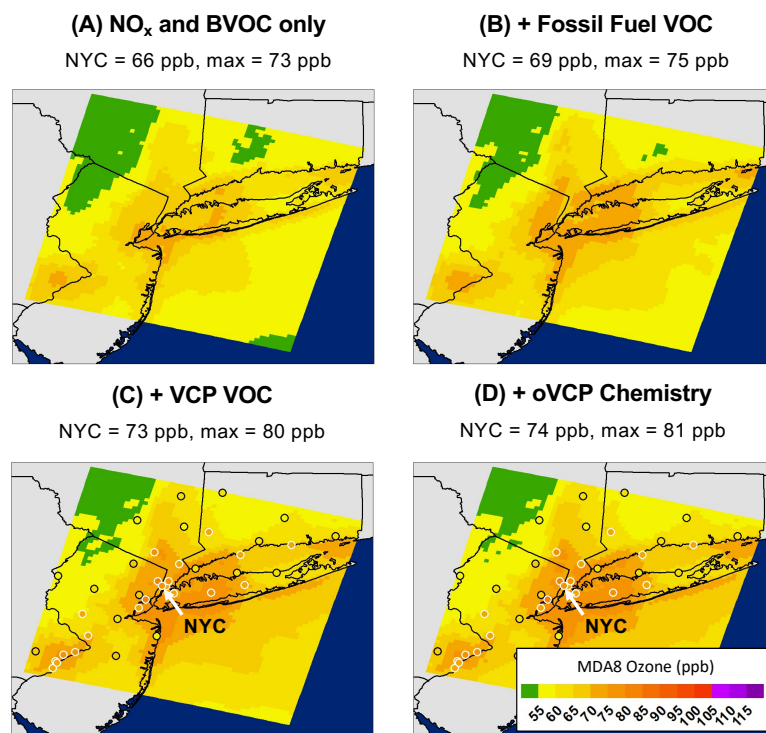 (A) NOx and BVOC only
NYC = 66 ppb, max = 73 ppb
(B) + Fossil Fuel VOC
NYC = 69 ppb, max = 75 ppb
(C) + VCP VOC
NYC = 73 ppb, max = 80 ppb
NYC
(D) + oVCP Chemistry
NYC = 74 ppb, max = 81 ppb
NYC
MDA8 Ozone (ppb)
55 60 65 70 75 80 85 90 95 100 105 110 115